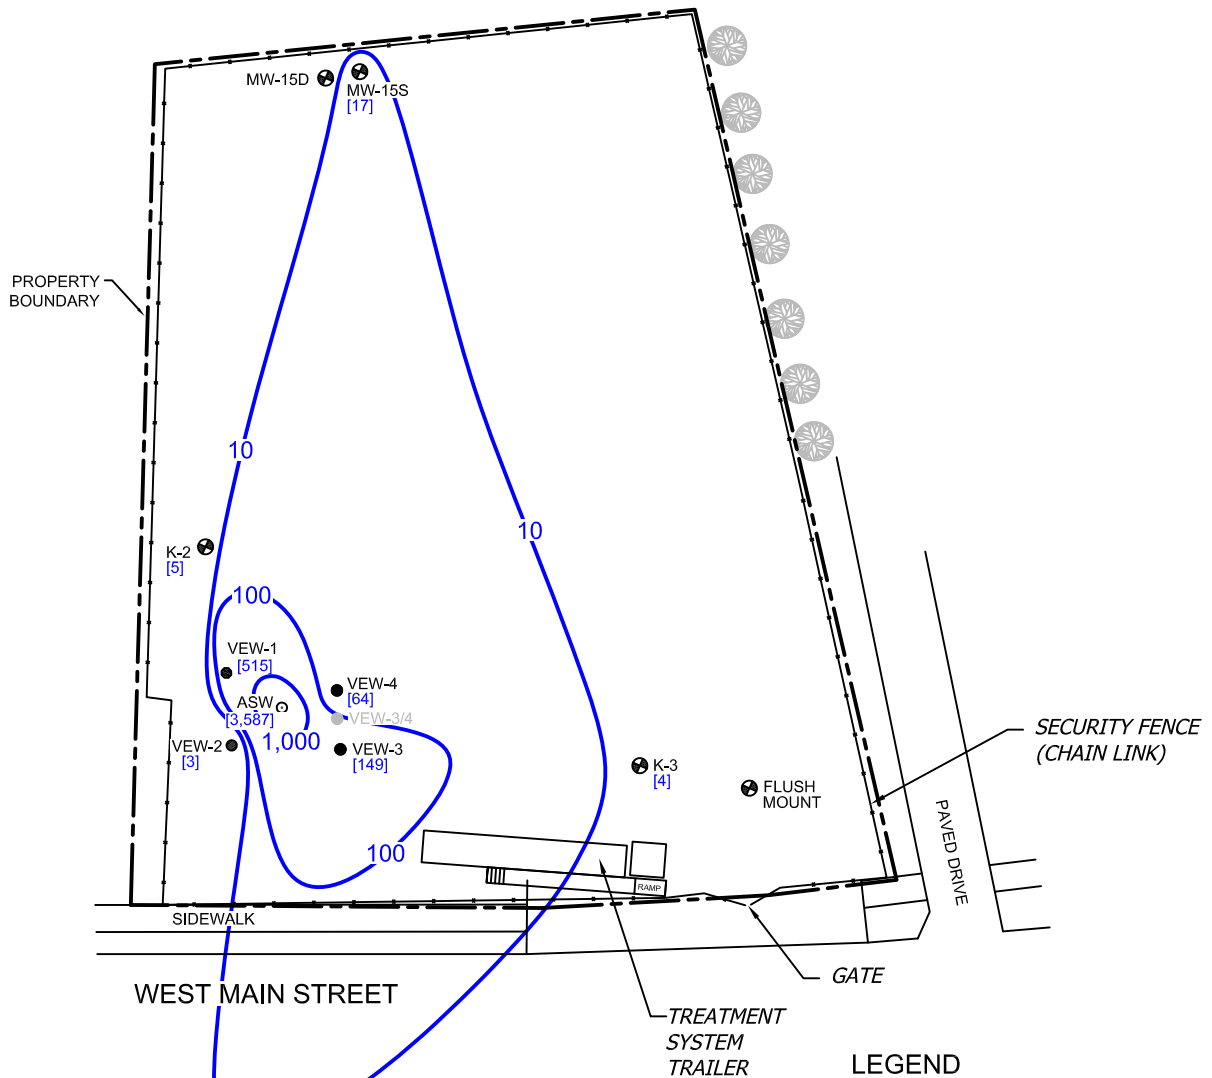 MW-15D
MW-15S
[17]
PROPERTY
BOUNDARY
10
10
K-2
[5]
100
VEW-1
[515]
VEW-4
[64]
ASW
[3,587]
VEW-3/4
1,000
VEW-2
[3]
VEW-3
[149]
K-3
[4]
FLUSH
MOUNT
SECURITY FENCE
(CHAIN LINK)
PAVED DRIVE
100
RAMP
SIDEWALK
GATE
WEST MAIN STREET
TREATMENT
SYSTEM
TRAILER
LEGEND